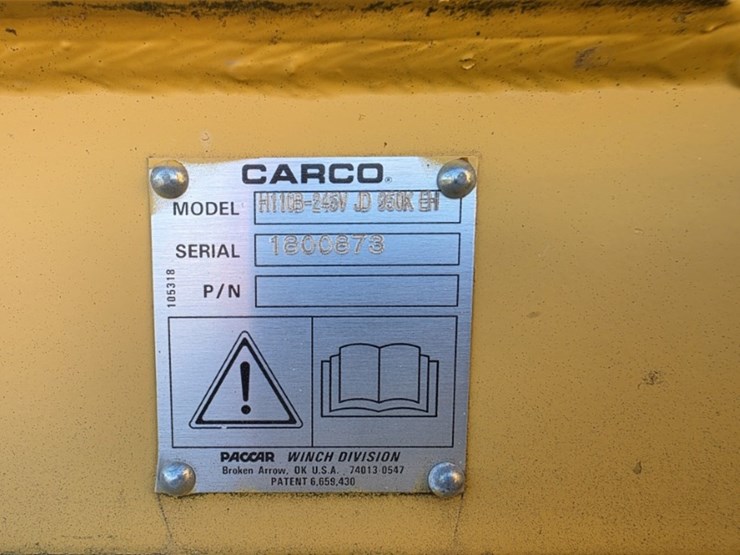 CARCO®
MODEL H110B-246V JD 950K EH
SERIAL 1800873
P/N
105318
!
PACCAR WINCH DIVISION
Broken Arrow, OK U.S.A. 74013 0547
PATENT 6,659,430